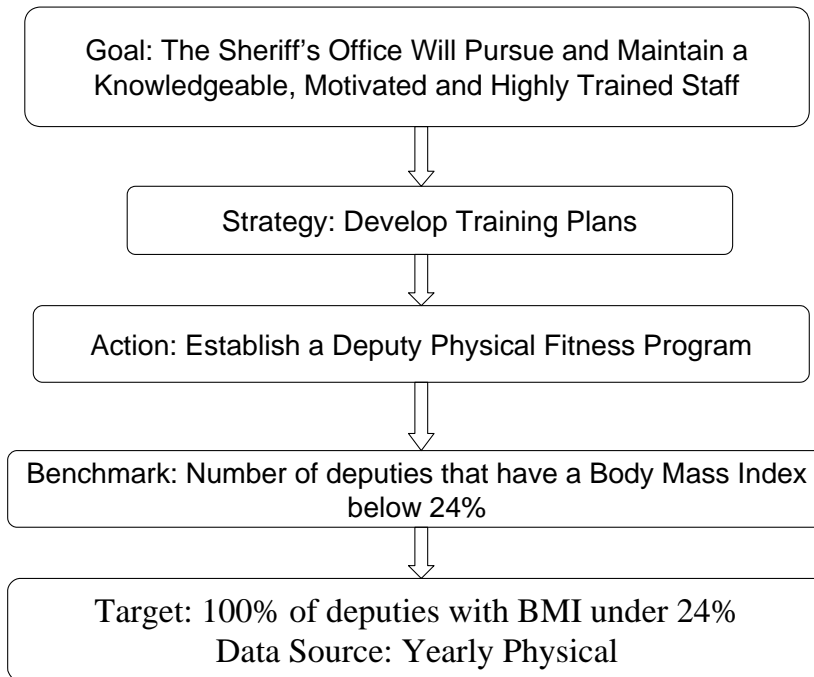 Goal: The Sheriff’s Office Will Pursue and Maintain a
Knowledgeable, Motivated and Highly Trained Staff
Strategy: Develop Training Plans
Action: Establish a Deputy Physical Fitness Program
Benchmark: Number of deputies that have a Body Mass Index
below 24%
Target: 100% of deputies with BMI under 24%
Data Source: Yearly Physical